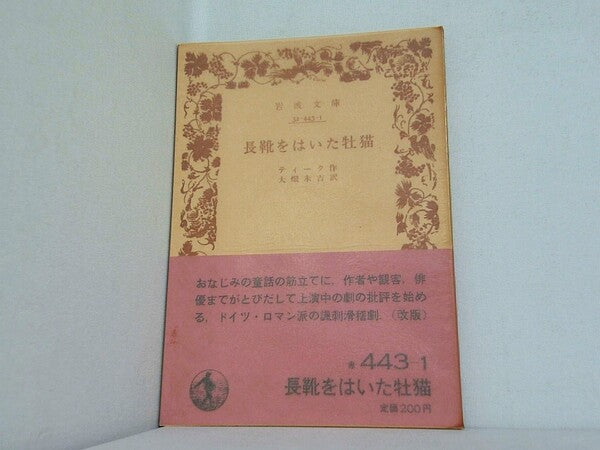 岩波文庫
32-443-1
長靴をはいた牡猫
ティーク作
大畑末吉訳
おなじみの童話の筋立てに、作者や観客、俳
優までがとびだして上演中の劇の批評を始め
る、ドイツ・ロマン派の諷刺滑稽劇。(改版)
赤 443-1
長靴をはいた牡猫
定価200円